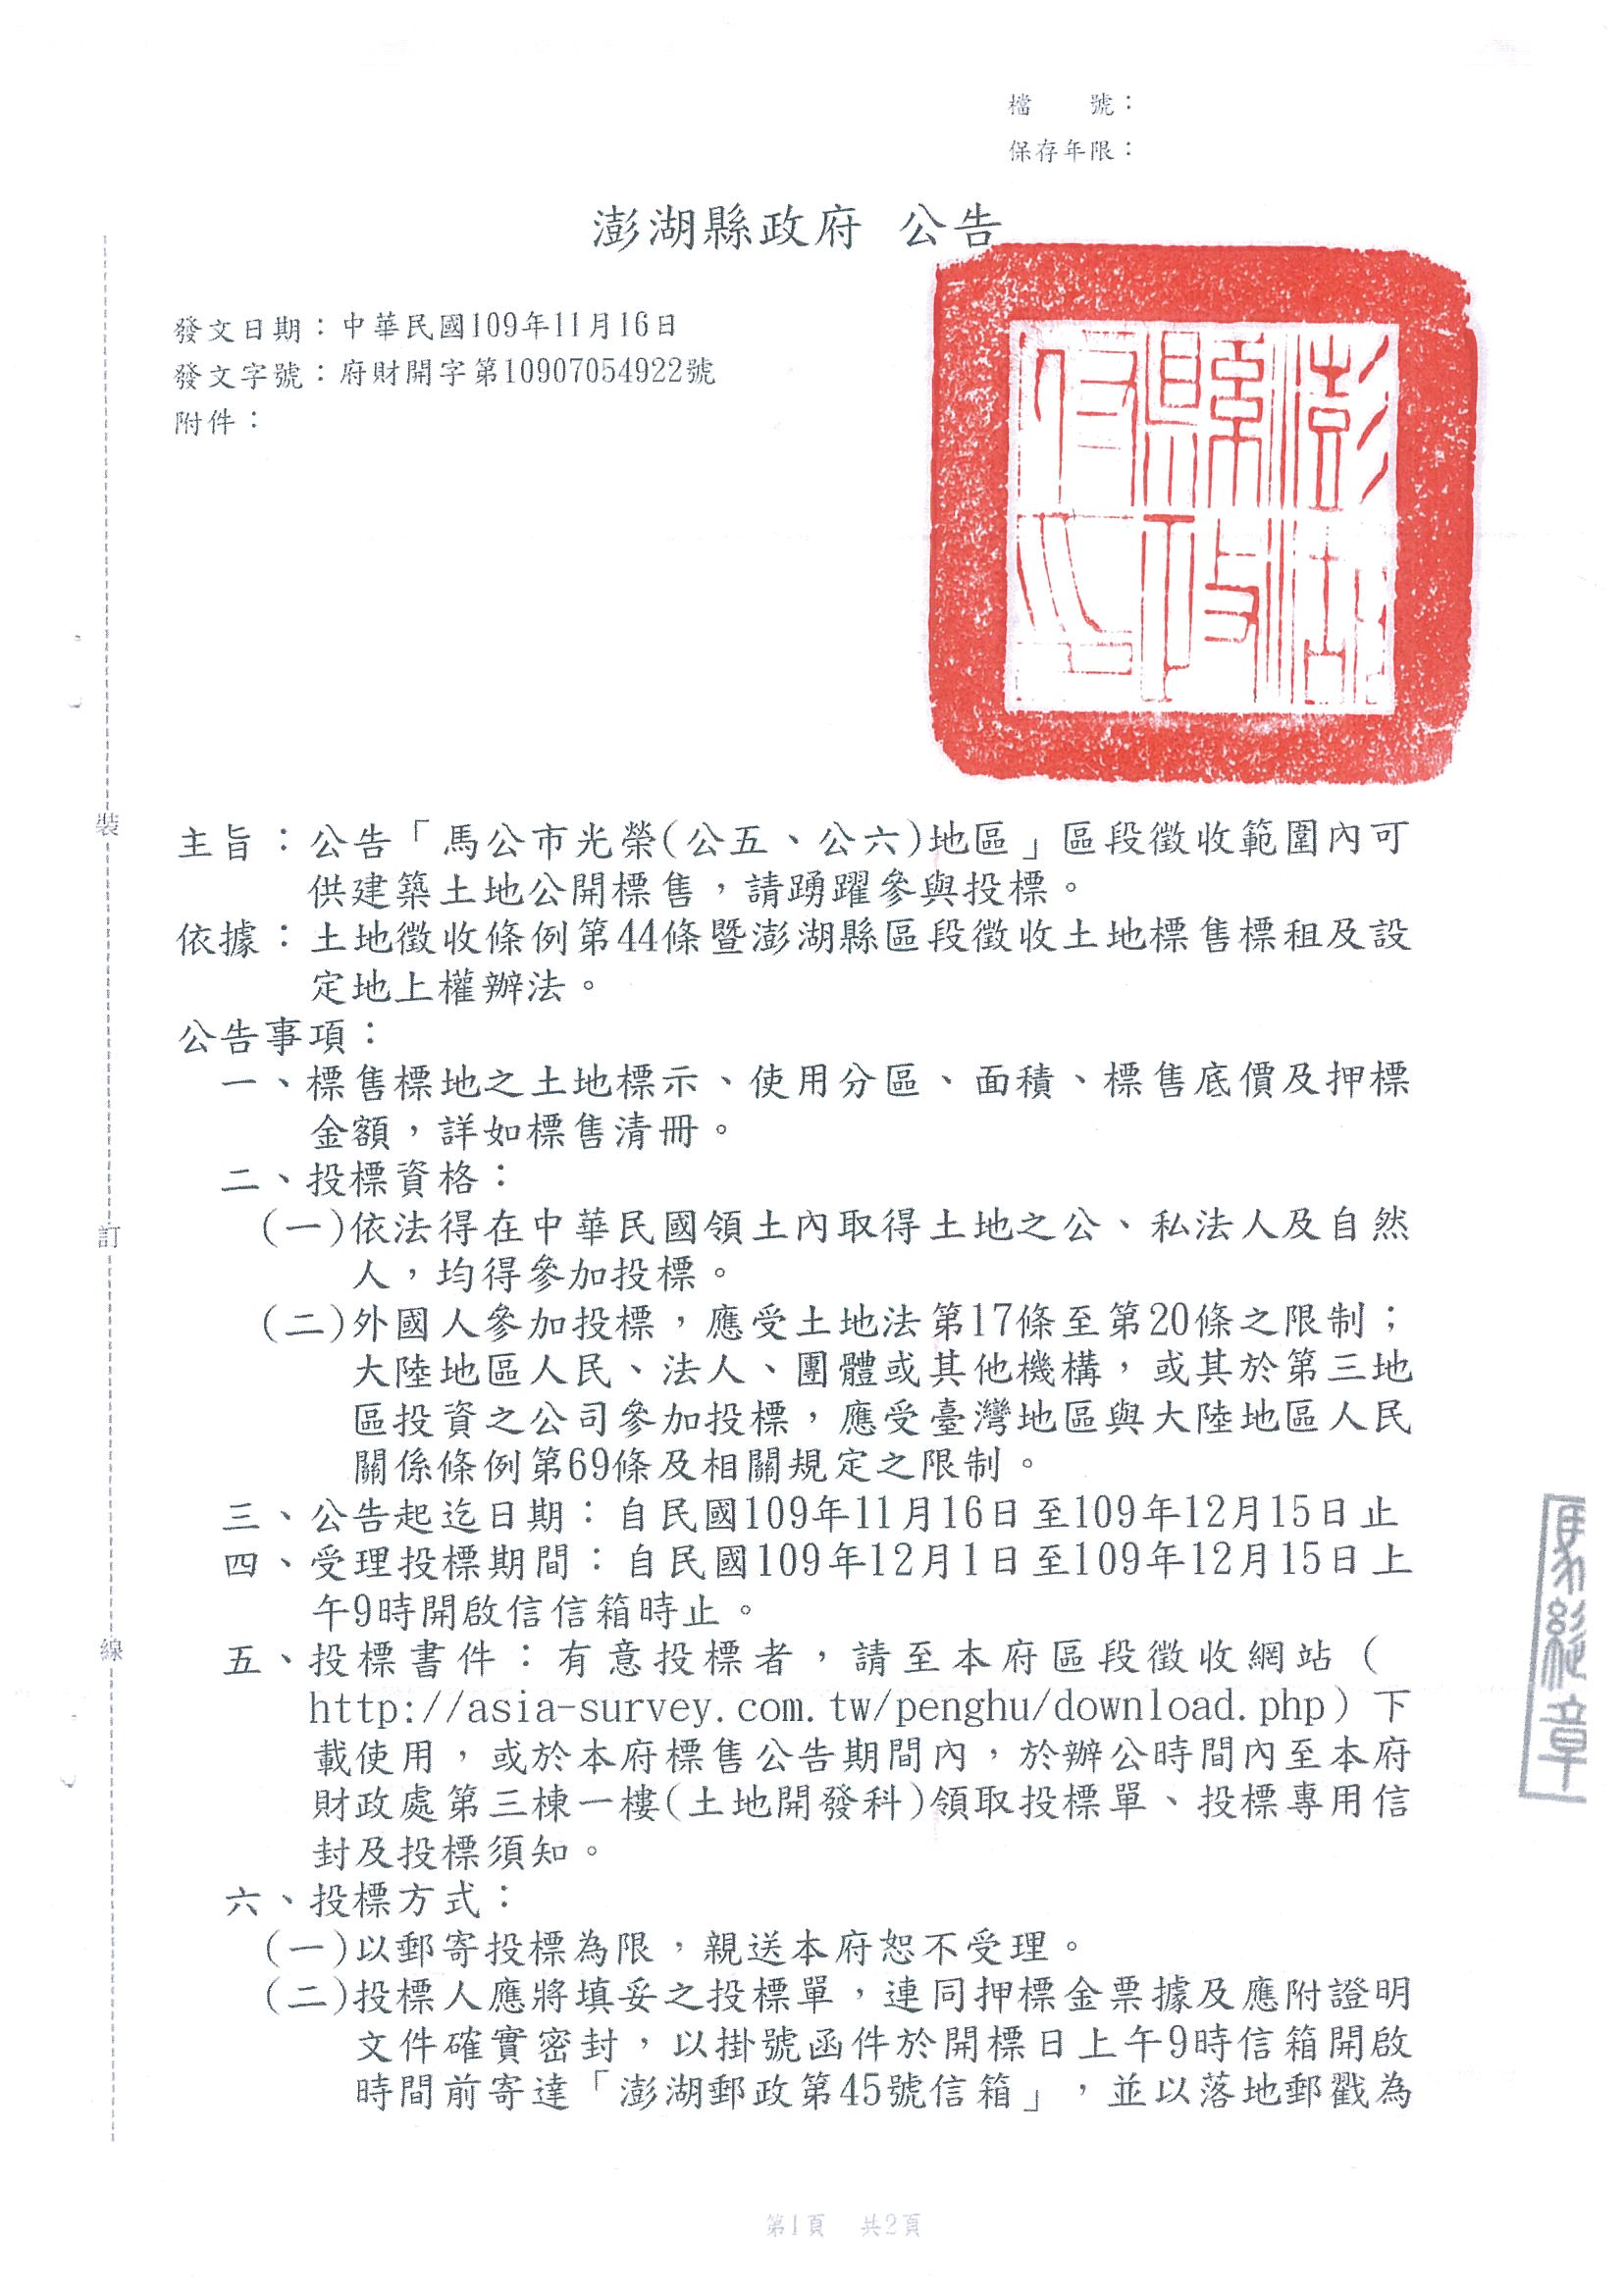 檔　　號：
保存年限：
澎湖縣政府 公告
發文日期：中華民國109年11月16日
發文字號：府財開字第10907054922號
附件：
澎湖縣政府印
主旨：公告「馬公市光榮(公五、公六)地區」區段徵收範圍內可
供建築土地公開標售，請踴躍參與投標。
依據：土地徵收條例第44條暨澎湖縣區段徵收土地標售標租及設
定地上權辦法。
公告事項：
一、標售標地之土地標示、使用分區、面積、標售底價及押標
金額，詳如標售清冊。
二、投標資格：
(一)依法得在中華民國領土內取得土地之公、私法人及自然
人，均得參加投標。
(二)外國人參加投標，應受土地法第17條至第20條之限制；
大陸地區人民、法人、團體或其他機構，或其於第三地
區投資之公司參加投標，應受臺灣地區與大陸地區人民
關係條例第69條及相關規定之限制。
三、公告起迄日期：自民國109年11月16日至109年12月15日止
四、受理投標期間：自民國109年12月1日至109年12月15日上
午9時開啟信信箱時止。
五、投標書件：有意投標者，請至本府區段徵收網站（
http://asia-survey.com.tw/penghu/download.php）下
載使用，或於本府標售公告期間內，於辦公時間內至本府
財政處第三棟一樓(土地開發科)領取投標單、投標專用信
封及投標須知。
六、投標方式：
(一)以郵寄投標為限，親送本府恕不受理。
(二)投標人應將填妥之投標單，連同押標金票據及應附證明
文件確實密封，以掛號函件於開標日上午9時信箱開啟
時間前寄達「澎湖郵政第45號信箱」，並以落地郵戳為
裝
訂
線
騎縫章
第1頁　共2頁